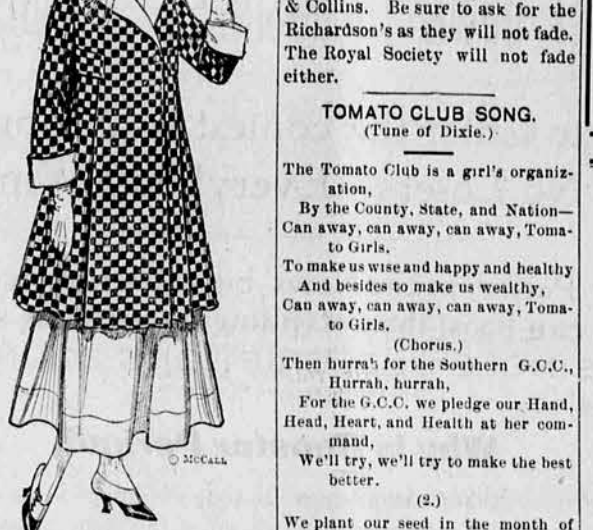 & Collins. Be sure to ask for the
Richardson's as they will not fade.
The Royal Society will not fade
either.
TOMATO CLUB SONG.
(Tune of Dixie.)
The Tomato Club is a girl's organiz-
ation,
By the County, State, and Nation—
Can away, can away, can away, Toma-
to Girls.
To make us wise and happy and healthy
And besides to make us wealthy,
Can away, can away, can away, Toma-
to Girls.
(Chorus.)
Then hurrah for the Southern G.C.C.,
Hurrah, hurrah,
For the G.C.C. we pledge our Hand,
Head, Heart, and Health at her com-
mand,
We'll try, we'll try to make the best
better.
(2.)
We plant our seed in the month of
© McCALL